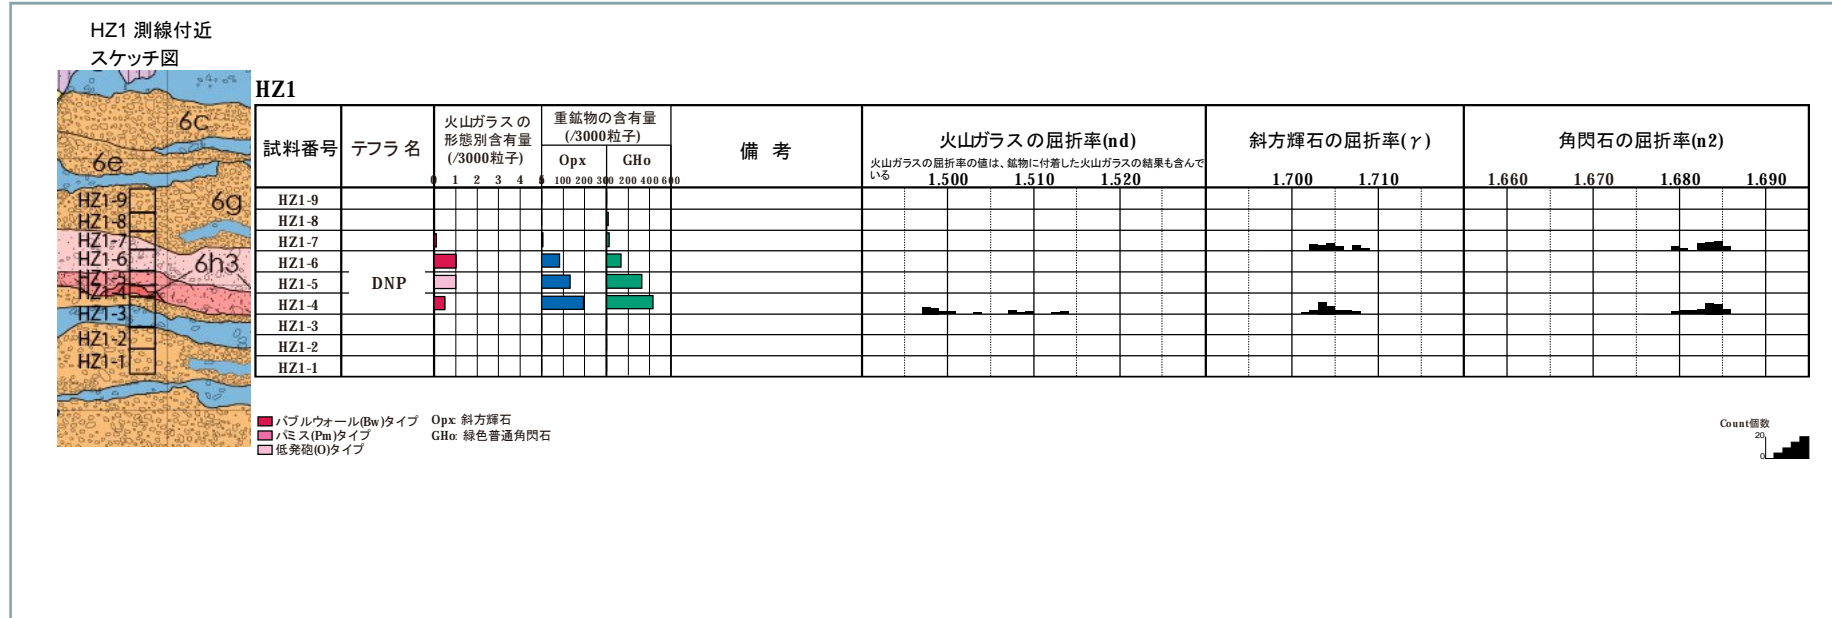 HZ1 測線付近
スケッチ図
6c
6e
6g
6h3
HZ1-9
HZ1-8
HZ1-7
HZ1-6
HZ1-5
HZ1-4
HZ1-3
HZ1-2
HZ1-1
HZ1
試料番号
テフラ名
火山ガラスの
形態別含有量
(/3000粒子)
0 1 2 3 4 5
重鉱物の含有量
(/3000粒子)
Opx GHo
100 200 300 200 400 600
備 考
火山ガラスの屈折率(nd)
火山ガラスの屈折率の値は、鉱物に付着した火山ガラスの結果も含んで
いる
1.500 1.510 1.520
斜方輝石の屈折率(γ)
1.700 1.710
角閃石の屈折率(n2)
1.660 1.670 1.680 1.690
HZ1-9
HZ1-8
HZ1-7
HZ1-6
HZ1-5 DNP
HZ1-4
HZ1-3
HZ1-2
HZ1-1
バブルウォール(Bw)タイプ Opx: 斜方輝石
パミス(Pm)タイプ GHo: 緑色普通角閃石
低発砲(O)タイプ
Count個数
20
0